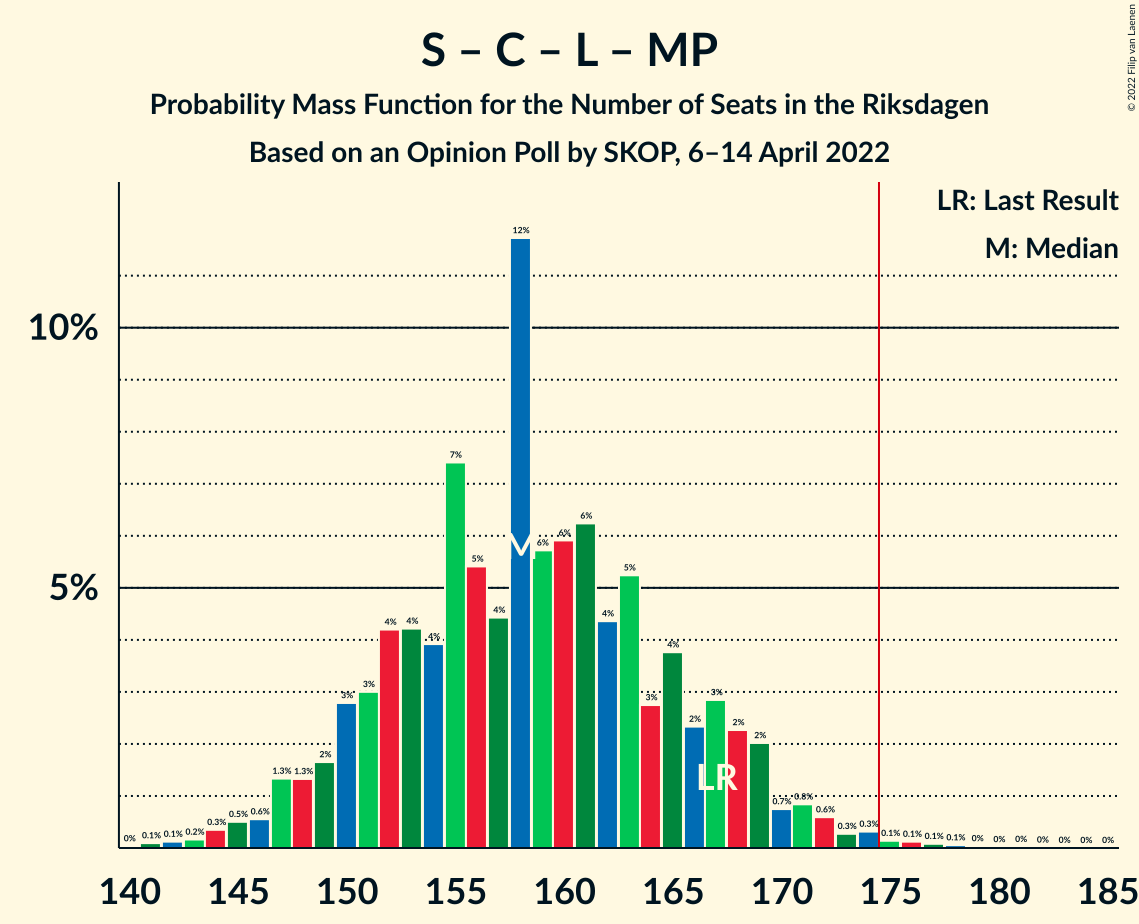 S – C – L – MP
Probability Mass Function for the Number of Seats in the Riksdagen
Based on an Opinion Poll by SKOP, 6–14 April 2022
© 2022 Filip van Laenen
LR: Last Result
M: Median
10%
5%
0% 0.1% 0.1% 0.2% 0.3% 0.5% 0.6% 1.3% 1.3% 2% 3% 3% 4% 4% 4% 7% 5% 4% 12% 6% 6% 6% 4% 5% 3% 4% 2% 3% 2% 2% 0.7% 0.8% 0.6% 0.3% 0.3% 0.1% 0.1% 0.1% 0.1% 0% 0% 0% 0% 0% 0% 0%
M
LR
140 145 150 155 160 165 170 175 180 185